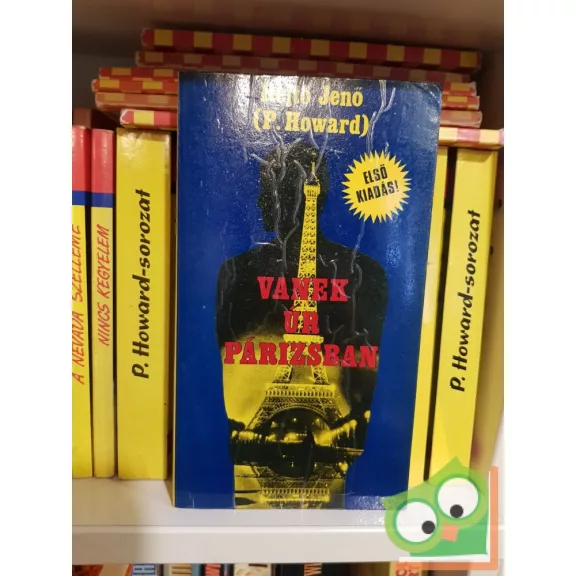 Rejtő Jenő
(P. Howard)
ELSŐ
KIADÁS!
VANEK
ÚR
PÁRIZSBAN
A NEVADA SZELLEME
NINCS KEGYELEM
P. Howard-sorozat
P. Howard-sorozat